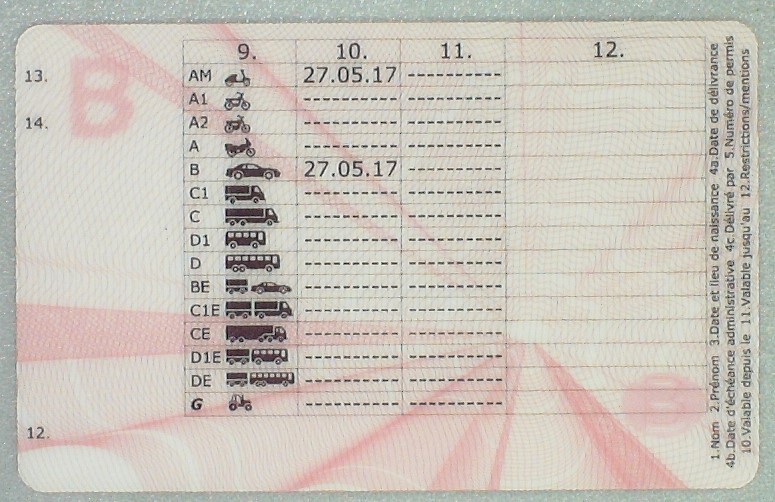 9. 10. 11. 12.
13.
AM 27.05.17 ----------
A1 ---------- ----------
14.
A2 ---------- ----------
A ---------- ----------
B 27.05.17 ----------
C1 ---------- ----------
C ---------- ----------
D1 ---------- ----------
D ---------- ----------
BE ---------- ----------
C1E ---------- ----------
CE ---------- ----------
D1E ---------- ----------
DE ---------- ----------
G ---------- ----------
12.
B
1.Nom 2.Prénom 3.Date et lieu de naissance 4a.Date de délivrance
4b.Date d'échéance administrative 4c.Délivré par 5.Numéro de permis
10.Valable depuis le 11.Valable jusqu'au 12.Restrictions/mentions